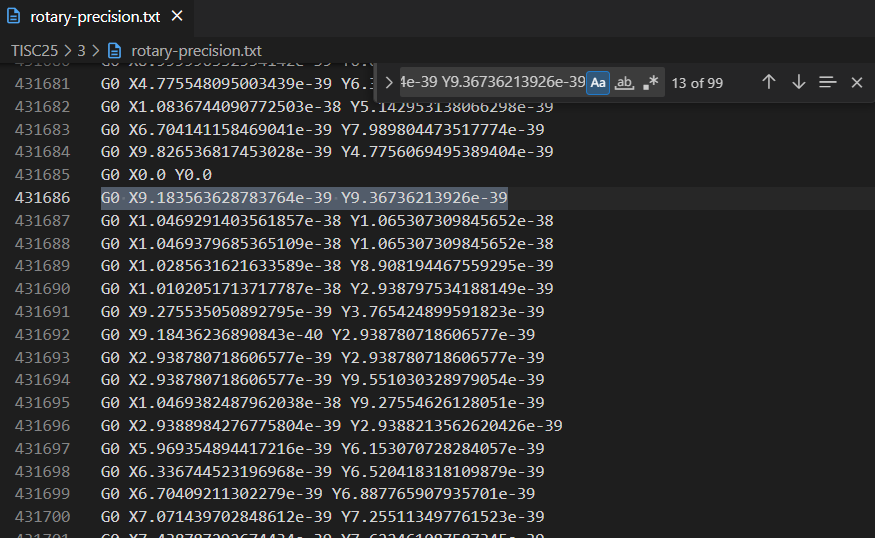 rotary-precision.txt
TISC25 > 3 > rotary-precision.txt
4e-39 Y9.36736213926e-39 Aa ab .* 13 of 99
431681 G0 X4.775548095003439e-39
431682 G0 X1.0836744090772503e-38 Y5.142953138066298e-39
431683 G0 X6.704141158469041e-39 Y7.989804473517774e-39
431684 G0 X9.826536817453028e-39 Y4.7756069495389404e-39
431685 G0 X0.0 Y0.0
431686 G0 X9.183563628783764e-39 Y9.36736213926e-39
431687 G0 X1.0469291403561857e-38 Y1.065307309845652e-38
431688 G0 X1.0469379685365109e-38 Y1.065307309845652e-38
431689 G0 X1.0285631621633589e-38 Y8.908194467559295e-39
431690 G0 X1.0102051713717787e-38 Y2.938797534188149e-39
431691 G0 X9.275535050892795e-39 Y3.765424899591823e-39
431692 G0 X9.18436236890843e-40 Y2.938780718606577e-39
431693 G0 X2.938780718606577e-39 Y2.938780718606577e-39
431694 G0 X2.938780718606577e-39 Y9.551030328979054e-39
431695 G0 X1.0469382487962038e-38 Y9.27554626128051e-39
431696 G0 X2.9388984276775804e-39 Y2.9388213562620426e-39
431697 G0 X5.969354894417216e-39 Y6.153070728284057e-39
431698 G0 X6.336744523196968e-39 Y6.520418318109879e-39
431699 G0 X6.70409211302279e-39 Y6.887765907935701e-39
431700 G0 X7.071439702848612e-39 Y7.255113497761523e-39